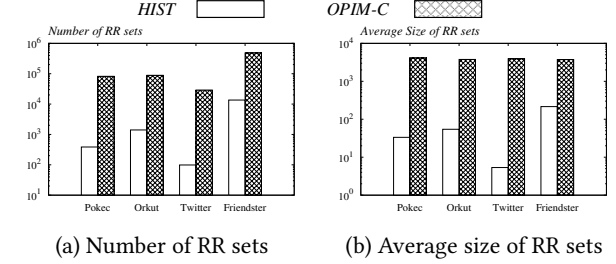 HIST OPIM-C
Number of RR sets
10^6
10^5
10^4
10^3
10^2
10^1
Pokec Orkut Twitter Friendster
(a) Number of RR sets
Average Size of RR sets
10^4
10^3
10^2
10^1
10^0
Pokec Orkut Twitter Friendster
(b) Average size of RR sets